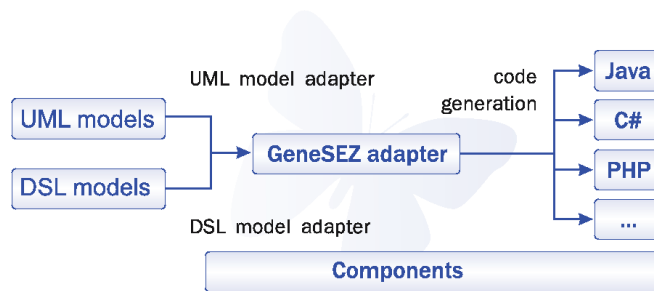 UML model adapter
code
generation
Java
UML models
C#
GeneSEZ adapter
PHP
DSL models
DSL model adapter
...
Components